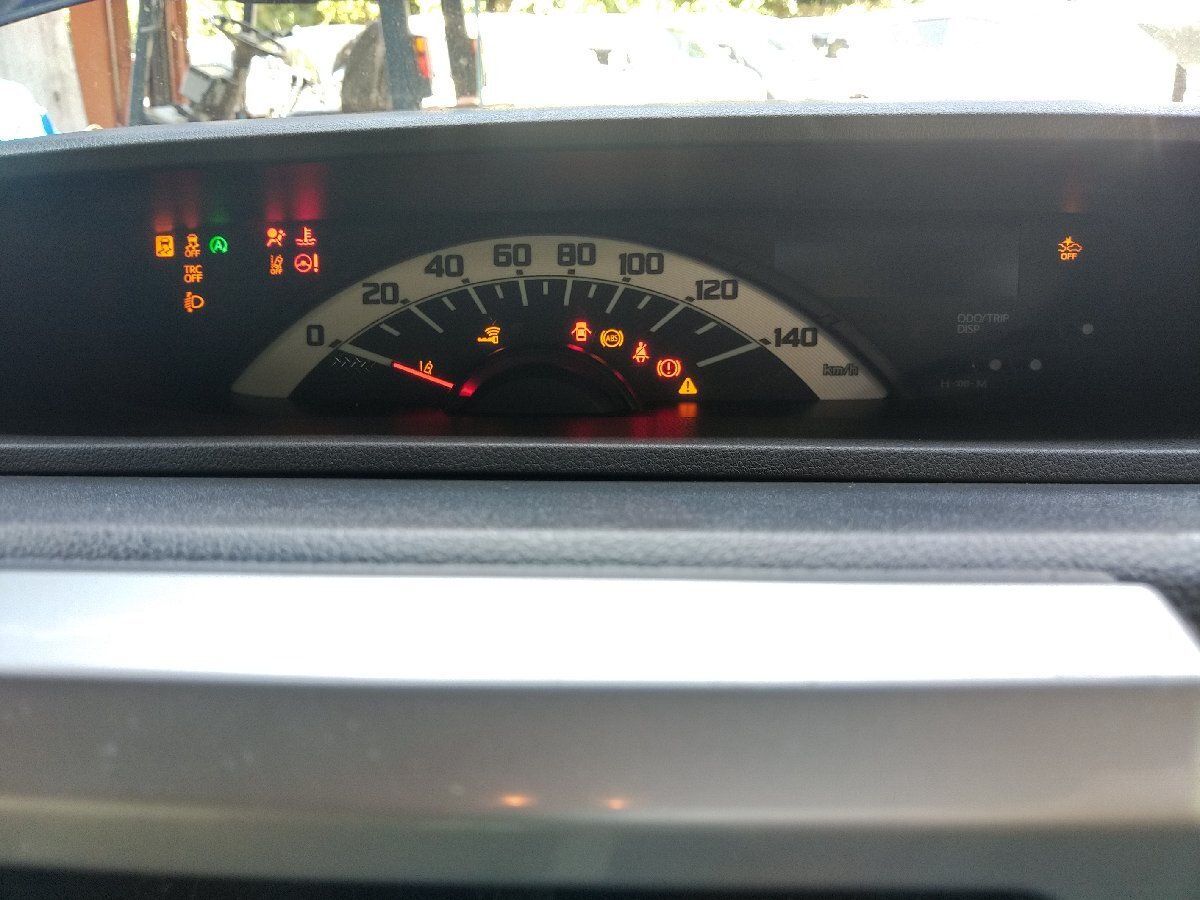 OFF
A
TRC
OFF
OFF
0
20
40
60
80
100
120
140
km/h
ABS
OFF
ODO/TRIP
DISP
H
M